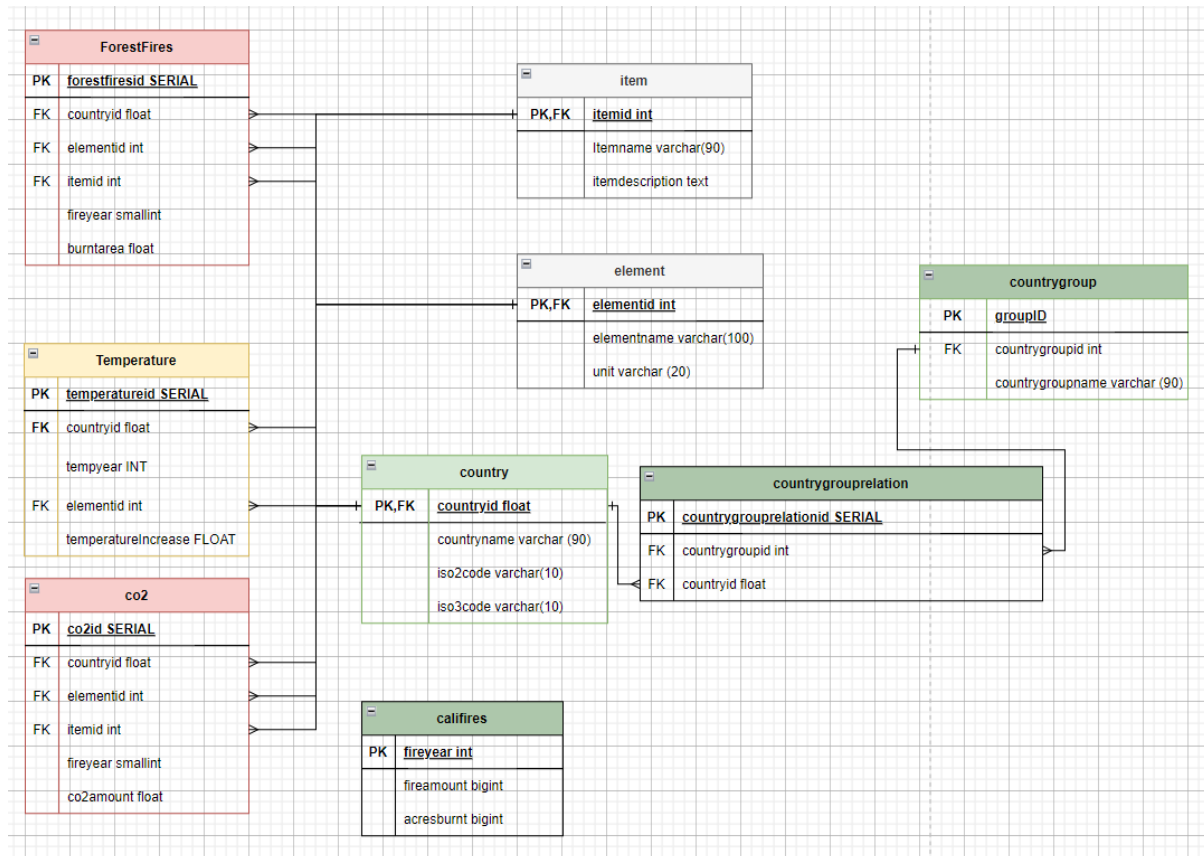 ForestFires
PK forestfiresid SERIAL
FK countryid float
FK elementid int
FK itemid int
fireyear smallint
burntarea float
item
PK,FK itemid int
Itemname varchar(90)
itemdescription text
element
PK,FK elementid int
elementname varchar(100)
unit varchar (20)
countrygroup
PK groupID
FK countrygroupid int
countrygroupname varchar (90)
Temperature
PK temperatureid SERIAL
FK countryid float
tempyear INT
FK elementid int
temperatureIncrease FLOAT
country
PK,FK countryid float
countryname varchar (90)
iso2code varchar(10)
iso3code varchar(10)
countrygrouprelation
PK countrygrouprelationid SERIAL
FK countrygroupid int
FK countryid float
co2
PK co2id SERIAL
FK countryid float
FK elementid int
FK itemid int
fireyear smallint
co2amount float
califires
PK fireyear int
fireamount bigint
acresburnt bigint